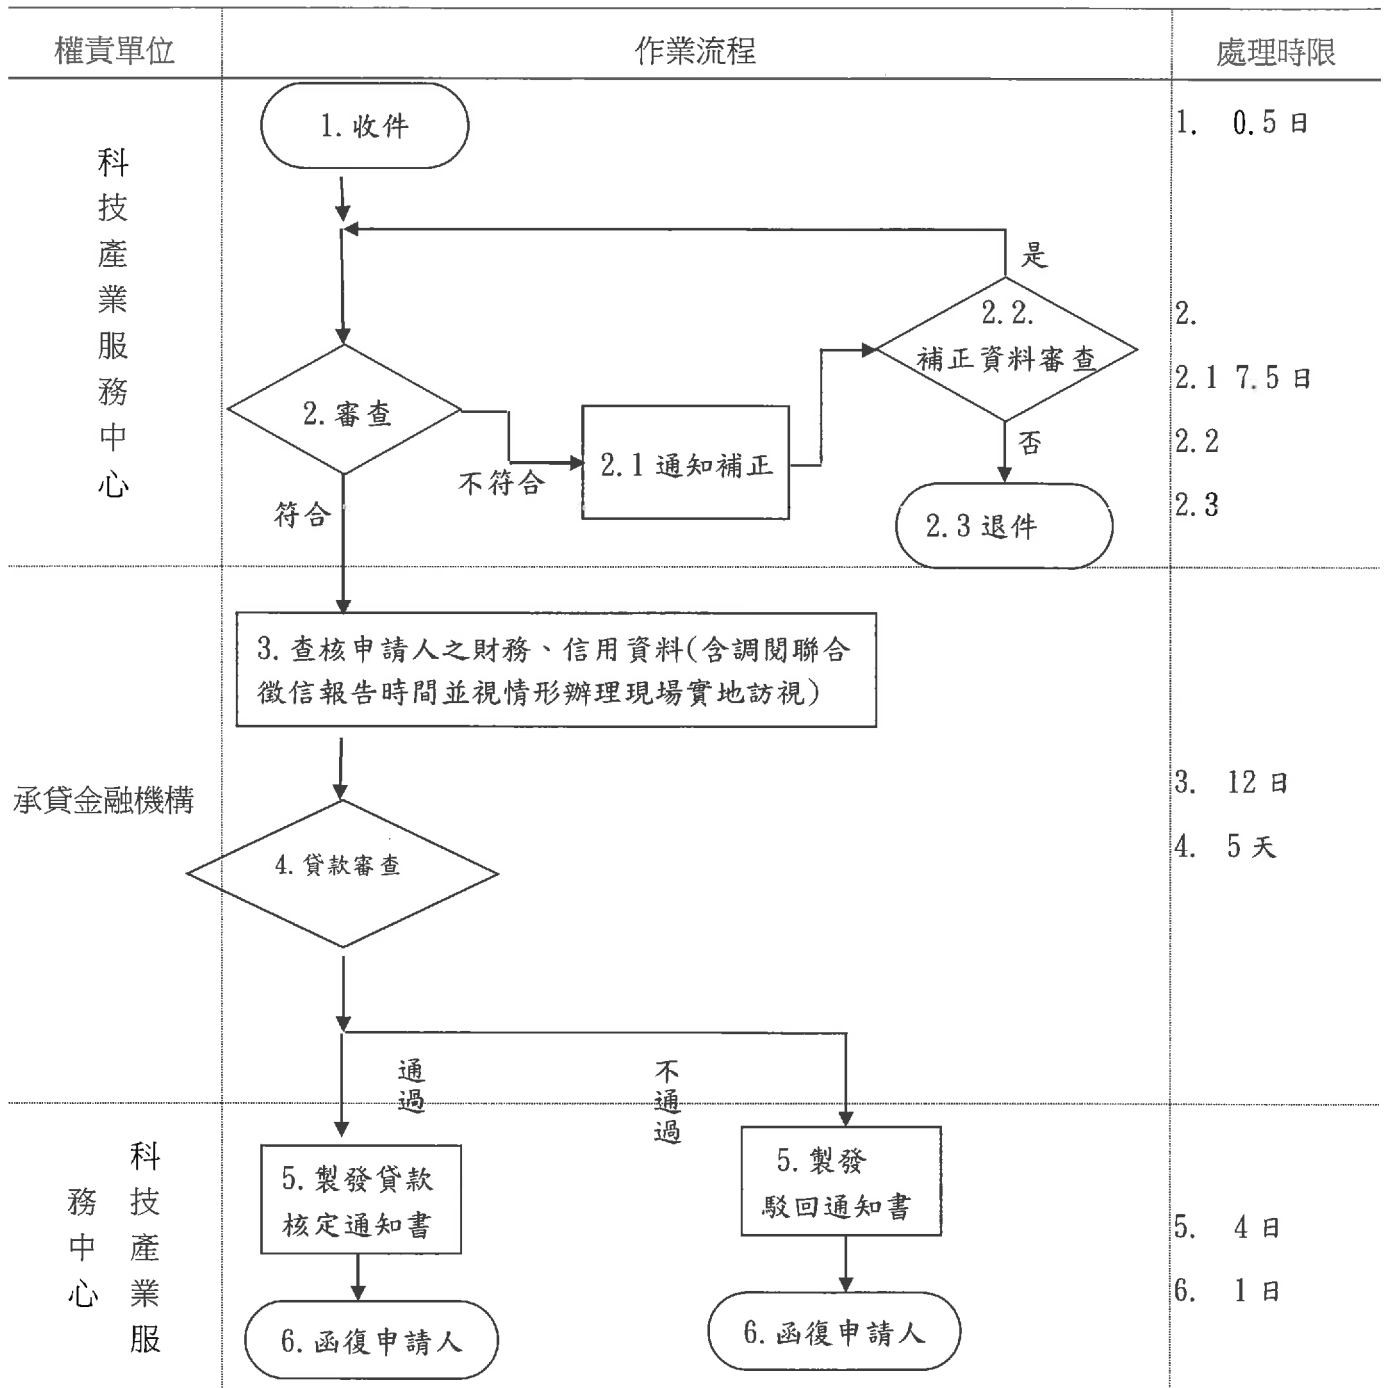 權責單位
作業流程
處理時限
科技產業服務中心
1.收件
1. 0.5日
是
2.2.
補正資料審查
2.
2.審查
2.1 7.5日
不符合
2.1通知補正
否
2.2
符合
2.3退件
2.3
承貸金融機構
3.查核申請人之財務、信用資料(含調閱聯合
徵信報告時間並視情形辦理現場實地訪視)
3. 12日
4.貸款審查
4. 5天
通過
不通過
科技產業服
務中心
5.製發貸款
核定通知書
5.製發
駁回通知書
5. 4日
6.函復申請人
6.函復申請人
6. 1日